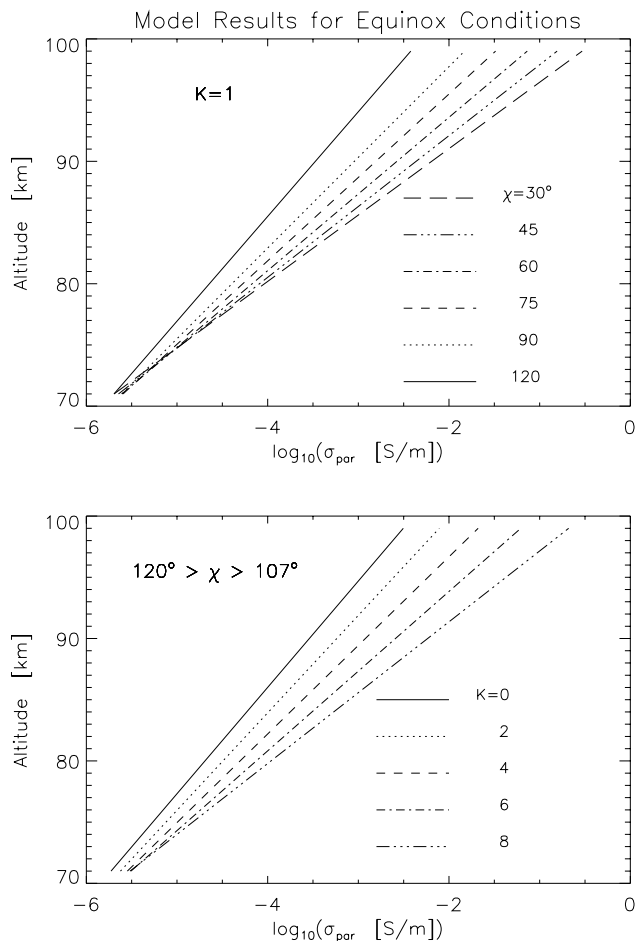 Model Results for Equinox Conditions
100
90
80
70
Altitude [km]
K=1
χ=30°
45
60
75
90
120
-6 -4 -2 0
log₁₀(σ_par [S/m])
100
90
80
70
Altitude [km]
120° > χ > 107°
K=0
2
4
6
8
-6 -4 -2 0
log₁₀(σ_par [S/m])